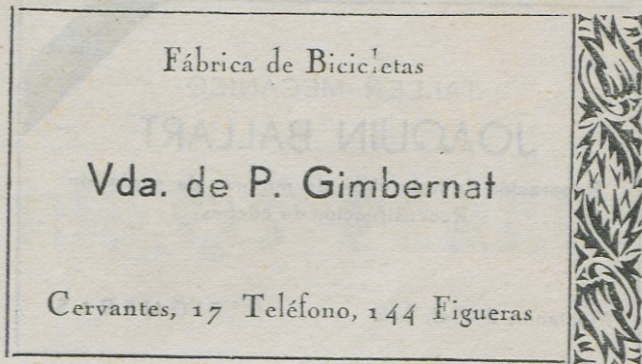 Fábrica de Bicicletas
Vda. de P. Gimbernat
Cervantes, 17 Teléfono, 144 Figueras